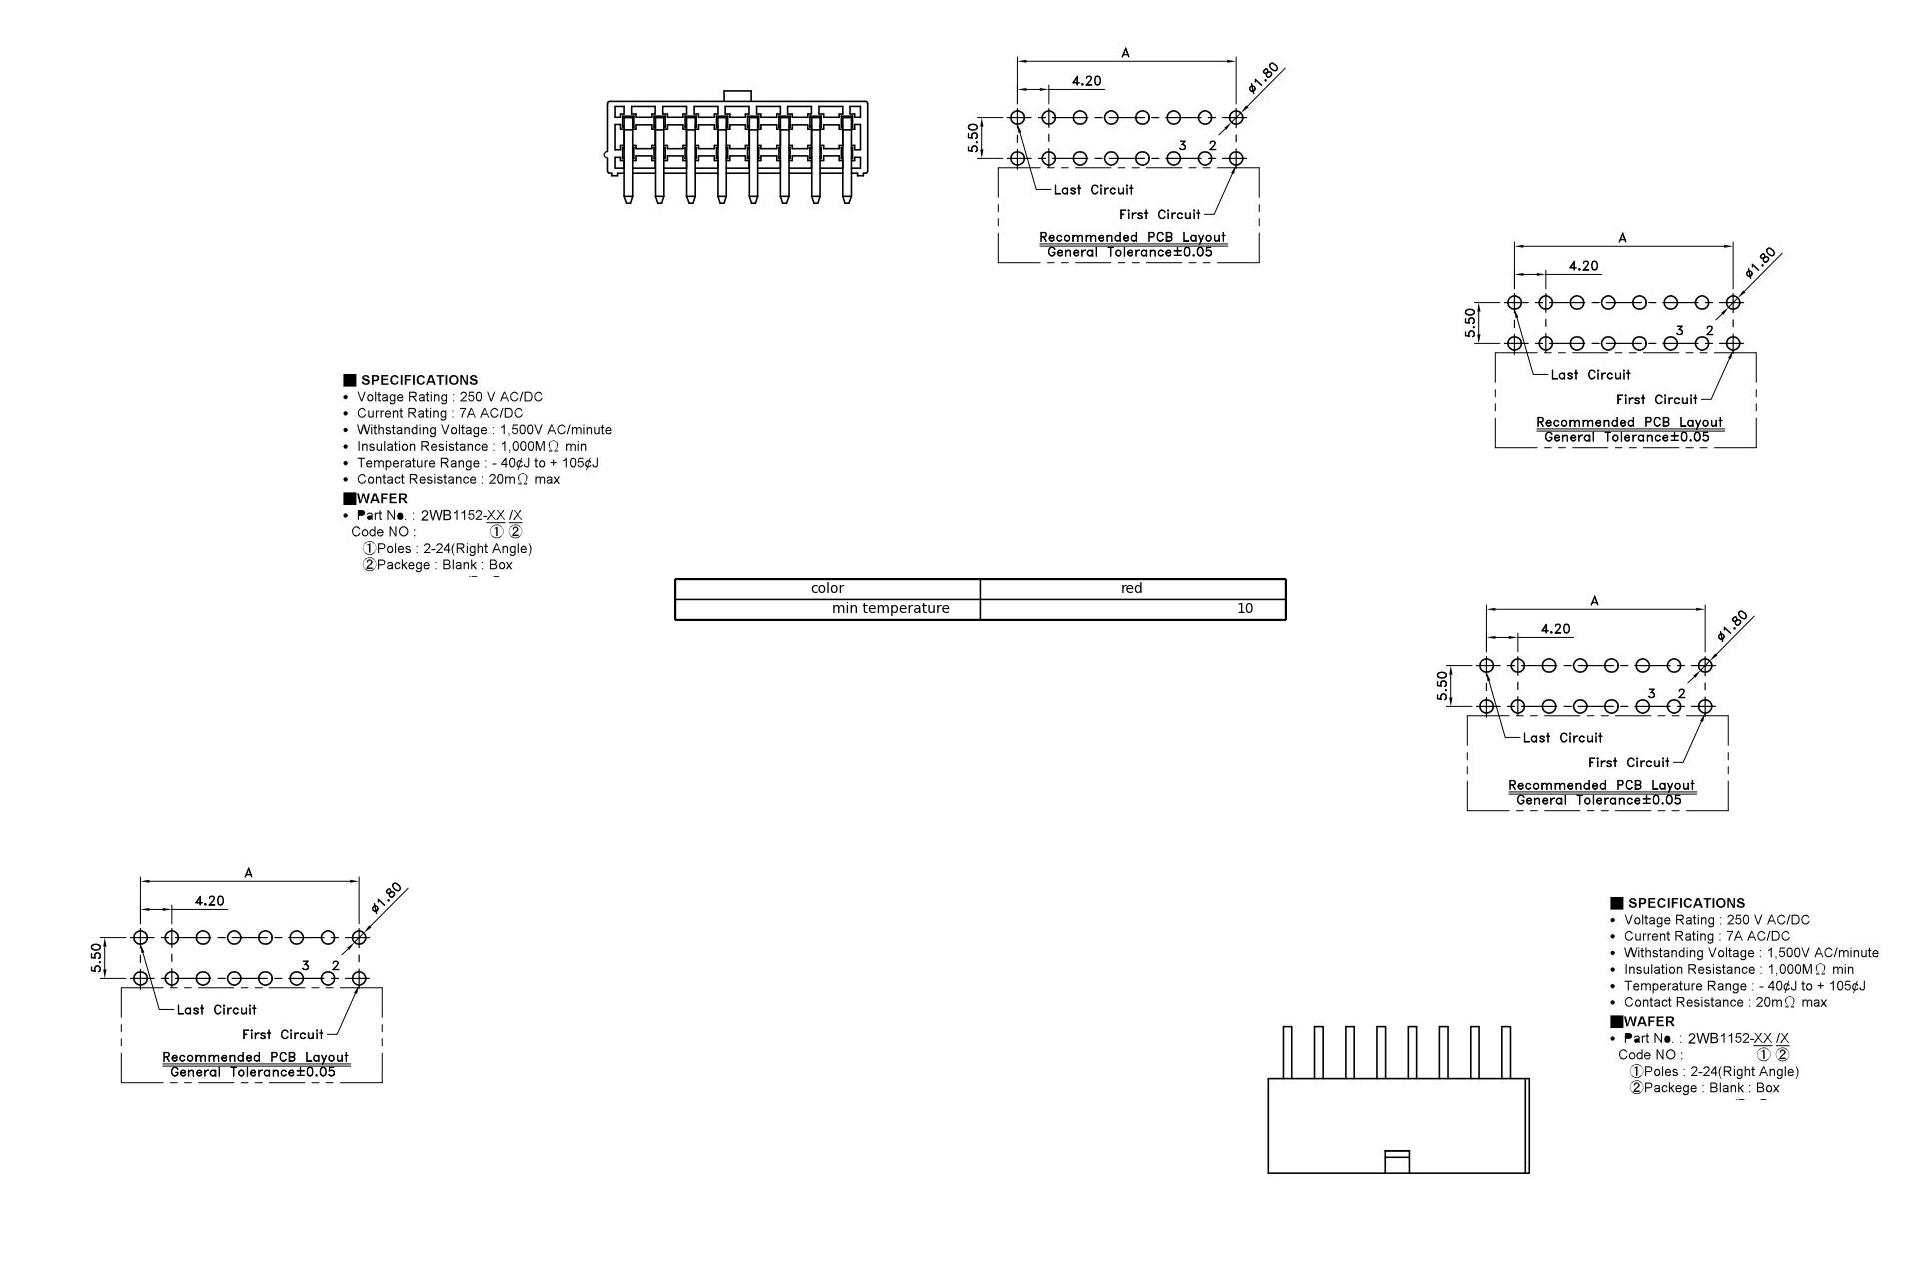 A
4.20
ø1.80
5.50
3 2
Last Circuit
First Circuit
Recommended PCB Layout
General Tolerance±0.05
A
4.20
ø1.80
5.50
3 2
Last Circuit
First Circuit
Recommended PCB Layout
General Tolerance±0.05
■ SPECIFICATIONS
• Voltage Rating : 250 V AC/DC
• Current Rating : 7A AC/DC
• Withstanding Voltage : 1,500V AC/minute
• Insulation Resistance : 1,000MΩ min
• Temperature Range : - 40¢J to + 105¢J
• Contact Resistance : 20mΩ max
■WAFER
• Part No. : 2WB1152-XX /X
Code NO : ① ②
①Poles : 2-24(Right Angle)
②Packege : Blank : Box
color red
min temperature 10
A
4.20
ø1.80
5.50
3 2
Last Circuit
First Circuit
Recommended PCB Layout
General Tolerance±0.05
A
4.20
ø1.80
5.50
3 2
Last Circuit
First Circuit
Recommended PCB Layout
General Tolerance±0.05
■ SPECIFICATIONS
• Voltage Rating : 250 V AC/DC
• Current Rating : 7A AC/DC
• Withstanding Voltage : 1,500V AC/minute
• Insulation Resistance : 1,000MΩ min
• Temperature Range : - 40¢J to + 105¢J
• Contact Resistance : 20mΩ max
■WAFER
• Part No. : 2WB1152-XX /X
Code NO : ① ②
①Poles : 2-24(Right Angle)
②Packege : Blank : Box